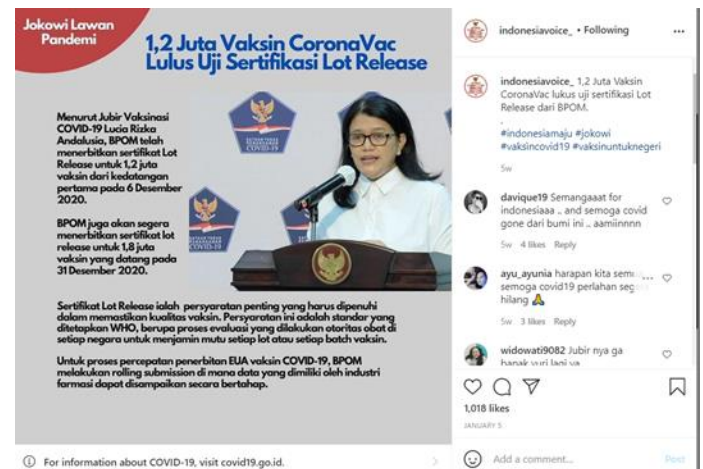 Jokowi Lawan
Pandemi
1,2 Juta Vaksin CoronaVac
Lulus Uji Sertifikasi Lot Release
Menurut Jubir Vaksinasi
COVID-19 Lucia Rizka
Andalusia, BPOM telah
menerbitkan sertifikat Lot
Release untuk 1,2 juta
vaksin dari kedatangan
pertama pada 6 Desember
2020.
BPOM juga akan segera
menerbitkan sertifikat lot
release untuk 1,8 juta
vaksin yang datang pada
31 Desember 2020.
COVID-19
Sertifikat Lot Release ialah persyaratan penting yang harus dipenuhi
dalam memastikan kualitas vaksin. Persyaratan ini adalah standar yang
ditetapkan WHO, berupa proses evaluasi yang dilakukan otoritas obat di
setiap negara untuk menjamin mutu setiap lot atau setiap batch vaksin.
Untuk proses percepatan penerbitan EUA vaksin COVID-19, BPOM
melakukan rolling submission di mana data yang dimiliki oleh industri
farmasi dapat disampaikan secara bertahap.
For information about COVID-19, visit covid19.go.id.
indonesiavoice_ • Following
indonesiavoice_ 1,2 Juta Vaksin
CoronaVac lukus uji sertifikasi Lot
Release dari BPOM.
.
#indonesiamaju #jokowi
#vaksincovid19 #vaksinuntuknegeri
5w
davique19 Semangaaat for
indonesiaaa .. and semoga covid
gone dari bumi ini .. aamiinnnn
5w 4 likes Reply
ayu_ayunia harapan kita
semoga covid19 perlahan
hilang 🙏
5w 3 likes Reply
widowati9082 Jubir nya ga
banak yuri lagi ya
1,018 likes
JANUARY 5
Add a comment...
Post